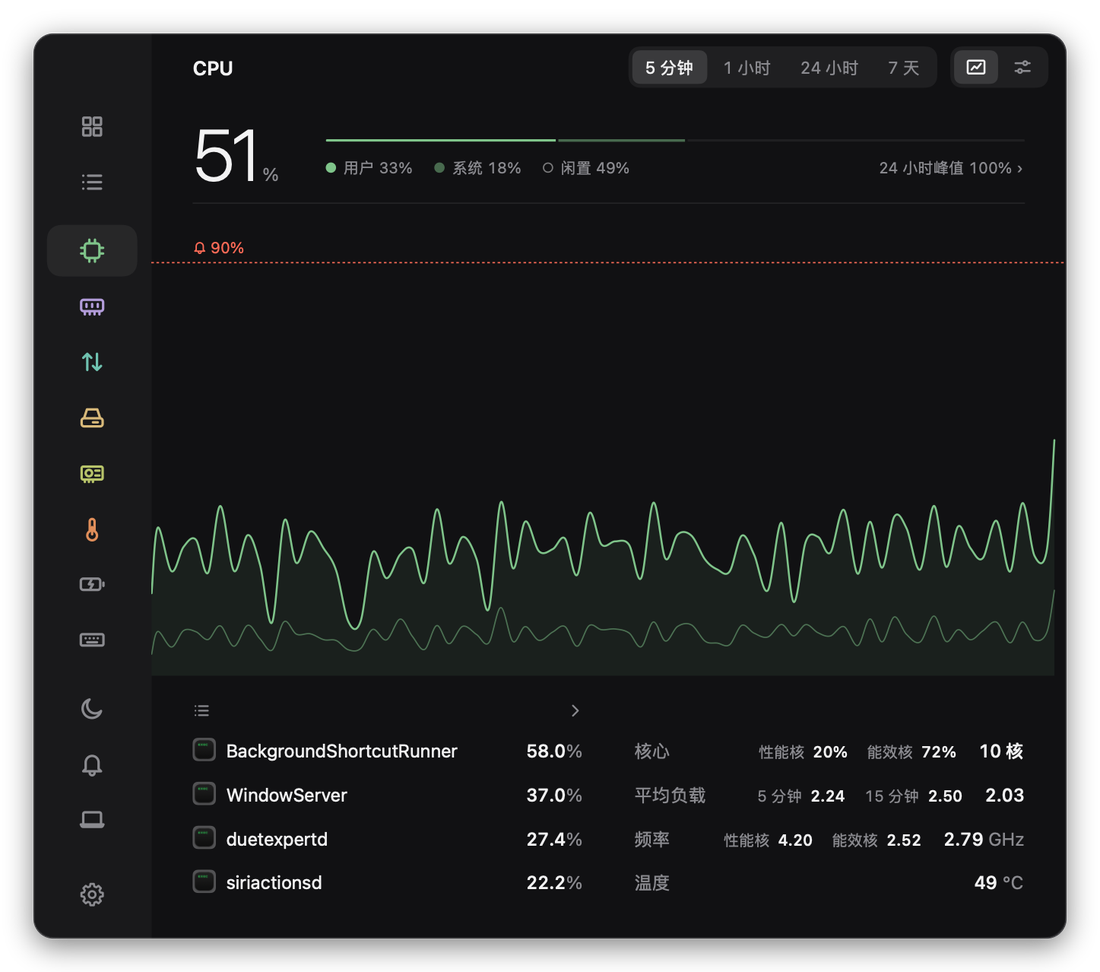 CPU 5 分钟 1 小时 24 小时 7 天
51% 用户 33% 系统 18% 闲置 49% 24 小时峰值 100% ›
90%
BackgroundShortcutRunner 58.0% 核心 性能核 20% 能效核 72% 10 核
WindowServer 37.0% 平均负载 5 分钟 2.24 15 分钟 2.50 2.03
duetexpertd 27.4% 频率 性能核 4.20 能效核 2.52 2.79 GHz
siriactionsd 22.2% 温度 49 °C